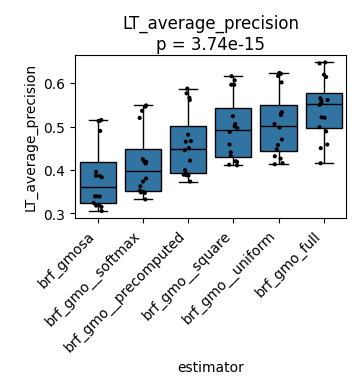 LT_average_precision
p = 3.74e-15
LT_average_precision
0.6
0.5
0.4
0.3
brf_gmosa
brf_gmo__softmax
brf_gmo__precomputed
brf_gmo__square
brf_gmo__uniform
brf_gmo_full
estimator